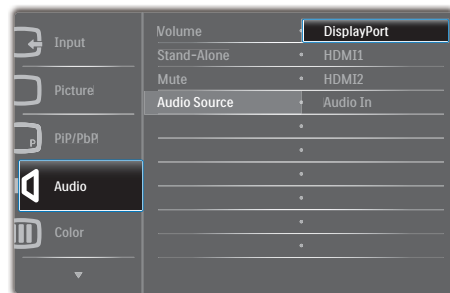 Input
Picture
PiP/PbP
P
Audio
Color
Volume
Stand-Alone
Mute
Audio Source
DisplayPort
HDMI1
HDMI2
Audio In